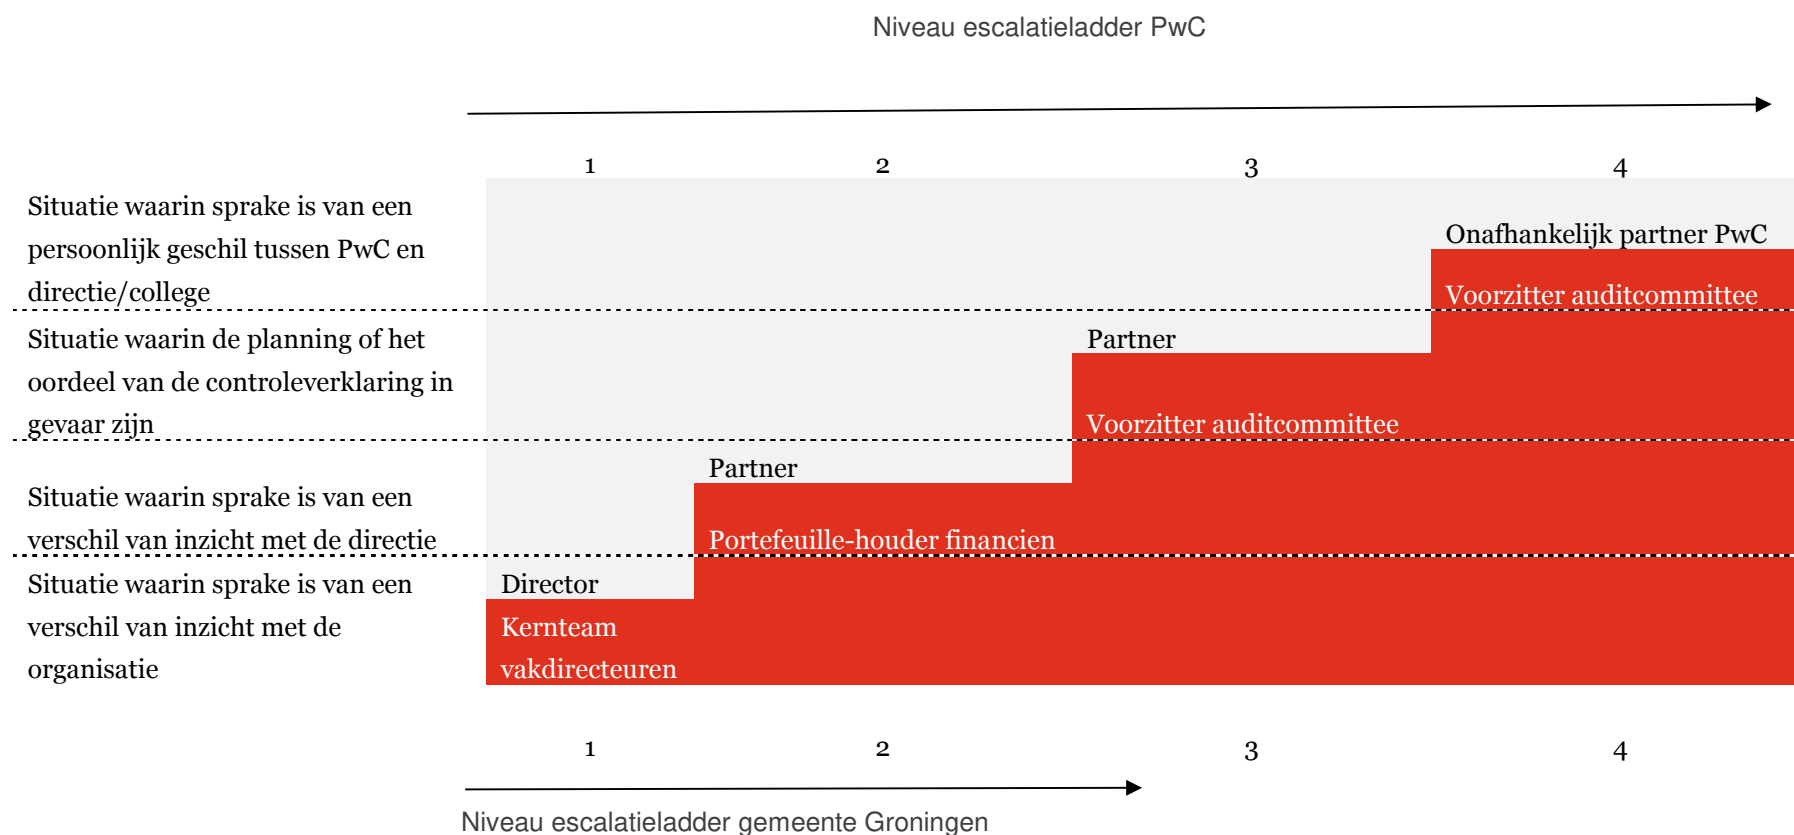 Niveau escalatieladder PwC
1 2 3 4
Situatie waarin sprake is van een
persoonlijk geschil tussen PwC en
directie/college
Onafhankelijk partner PwC
Voorzitter auditcommittee
Situatie waarin de planning of het
oordeel van de controleverklaring in
gevaar zijn
Partner
Voorzitter auditcommittee
Situatie waarin sprake is van een
verschil van inzicht met de directie
Partner
Portefeuille-houder financien
Situatie waarin sprake is van een
verschil van inzicht met de
organisatie
Director
Kernteam
vakdirecteuren
1 2 3 4
Niveau escalatieladder gemeente Groningen